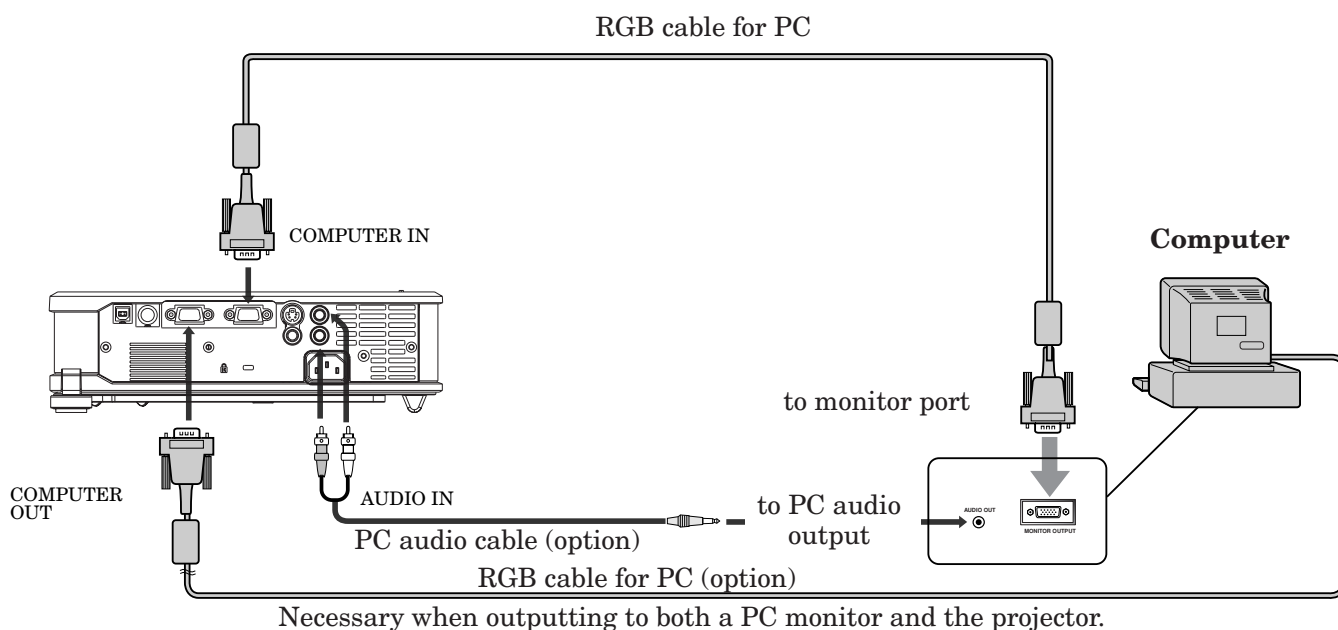 RGB cable for PC
COMPUTER IN
Computer
to monitor port
COMPUTER
OUT
AUDIO IN
to PC audio
output
AUDIO OUT
MONITOR OUTPUT
PC audio cable (option)
RGB cable for PC (option)
Necessary when outputting to both a PC monitor and the projector.